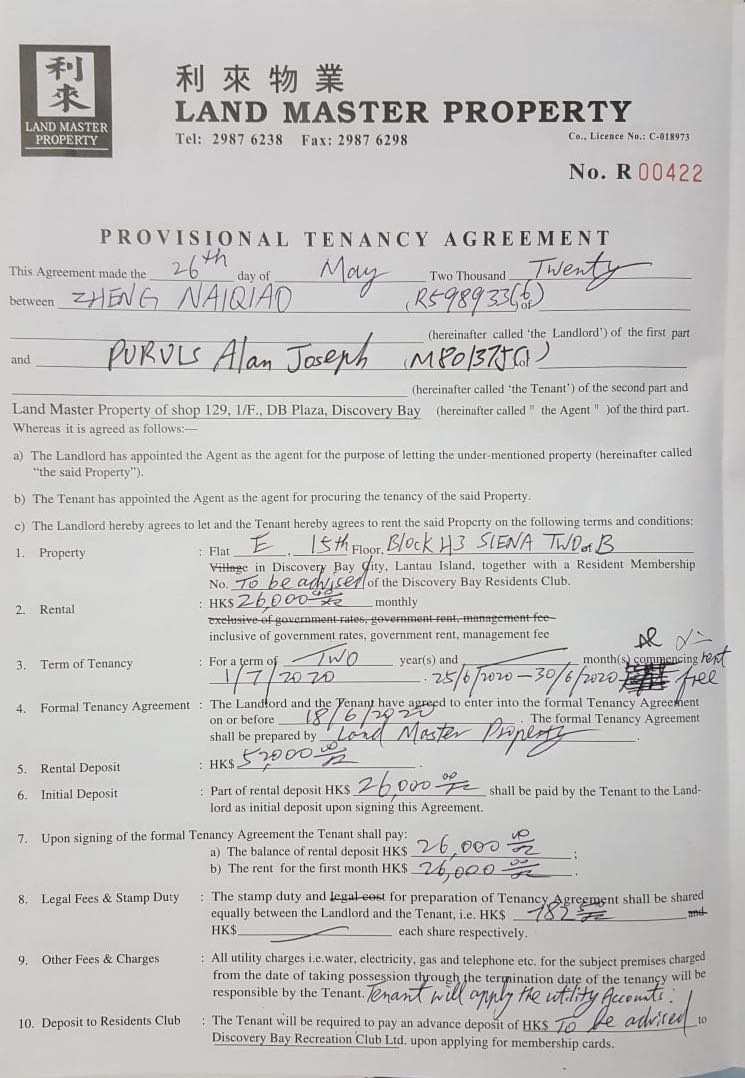 利來
LAND MASTER
PROPERTY
利來物業
LAND MASTER PROPERTY
Tel: 2987 6238 Fax: 2987 6298
Co., Licence No.: C-018973
No. R 00422
PROVISIONAL TENANCY AGREEMENT
This Agreement made the 26th day of May Two Thousand Twenty
between ZHENG NAIQIAO (R598933(6)
(hereinafter called 'the Landlord') of the first part
and PURVIS Alan Joseph (M801375(1)
(hereinafter called 'the Tenant') of the second part and
Land Master Property of shop 129, 1/F., DB Plaza, Discovery Bay (hereinafter called " the Agent " )of the third part.
Whereas it is agreed as follows:—
a) The Landlord has appointed the Agent as the agent for the purpose of letting the under-mentioned property (hereinafter called
"the said Property").
b) The Tenant has appointed the Agent as the agent for procuring the tenancy of the said Property.
c) The Landlord hereby agrees to let and the Tenant hereby agrees to rent the said Property on the following terms and conditions:
1. Property : Flat E, 15th Floor, Block H3 SIENA TWO B
Village in Discovery Bay City, Lantau Island, together with a Resident Membership
No. To be advised of the Discovery Bay Residents Club.
2. Rental : HK$ 26,000 monthly
exclusive of government rates, government rent, management fee
inclusive of government rates, government rent, management fee
3. Term of Tenancy : For a term of TWO year(s) and month(s) commencing rent
1/7/2020 . 25/6/2020 – 30/6/2020 free
4. Formal Tenancy Agreement : The Landlord and the Tenant have agreed to enter into the formal Tenancy Agreement
on or before 18/6/2020 . The formal Tenancy Agreement
shall be prepared by Land Master Property .
5. Rental Deposit : HK$ 52,000 .
6. Initial Deposit : Part of rental deposit HK$ 26,000 shall be paid by the Tenant to the Land-
lord as initial deposit upon signing this Agreement.
7. Upon signing of the formal Tenancy Agreement the Tenant shall pay:
a) The balance of rental deposit HK$ 26,000 ;
b) The rent for the first month HK$ 26,000 .
8. Legal Fees & Stamp Duty : The stamp duty and legal cost for preparation of Tenancy Agreement shall be shared
equally between the Landlord and the Tenant, i.e. HK$ 782 and
HK$ each share respectively.
9. Other Fees & Charges : All utility charges i.e.water, electricity, gas and telephone etc. for the subject premises charged
from the date of taking possession through the termination date of the tenancy will be
responsible by the Tenant. Tenant will apply the utility Accounts.
10. Deposit to Residents Club : The Tenant will be required to pay an advance deposit of HK$ To be advised to
Discovery Bay Recreation Club Ltd. upon applying for membership cards.